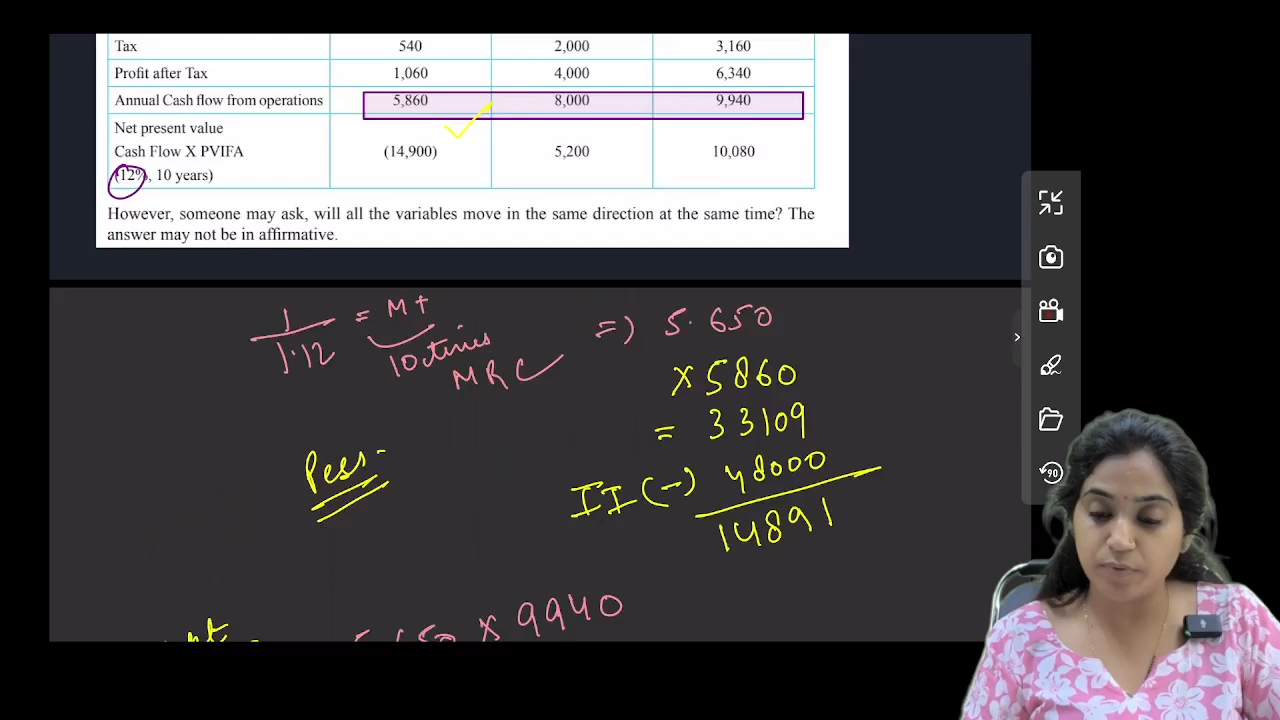 Tax 540 2,000 3,160
Profit after Tax 1,060 4,000 6,340
Annual Cash flow from operations 5,860 8,000 9,940
Net present value
Cash Flow X PVIFA (14,900) 5,200 10,080
(12%, 10 years)
However, someone may ask, will all the variables move in the same direction at the same time? The
answer may not be in affirmative.
1/1.12 = M+ => 5.650
10 times
MRC
× 5860
= 33109
Pess-
II (-) 48000
14891
× 9940
90